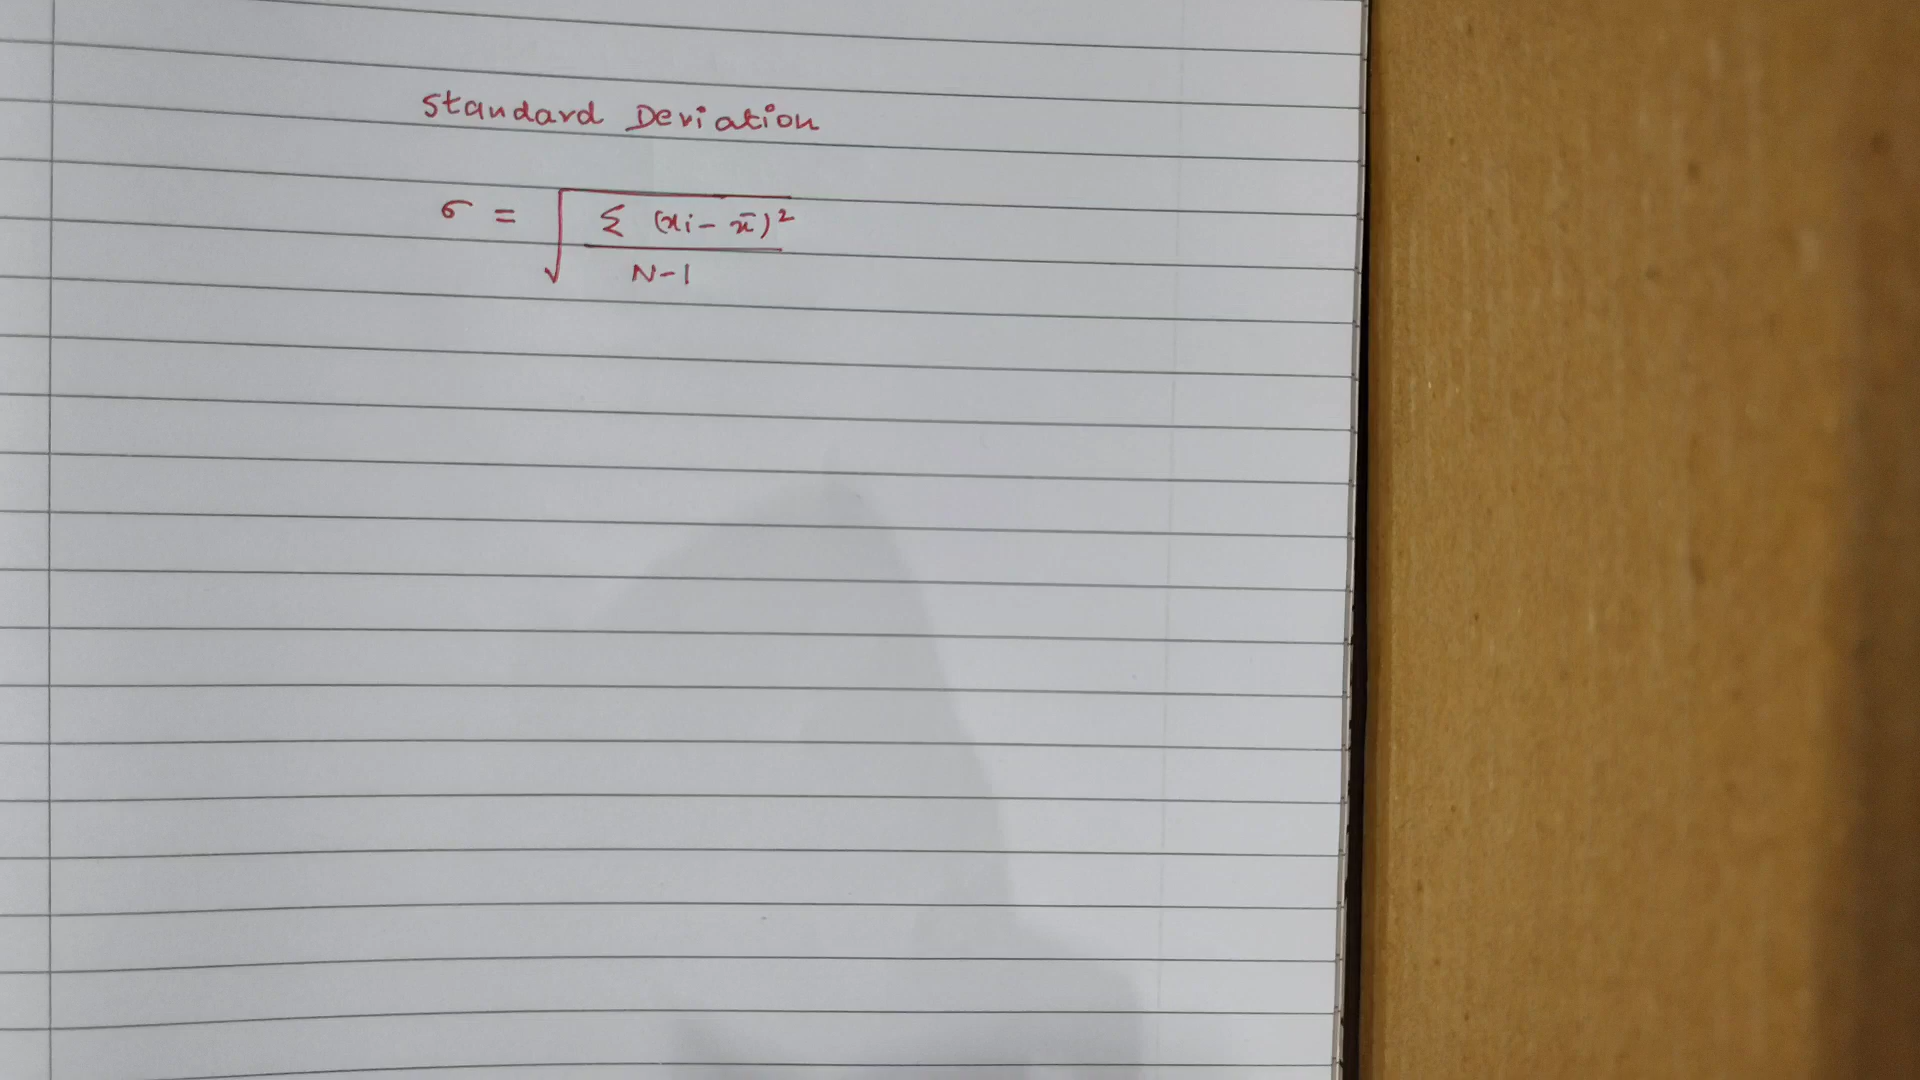 Standard Deviation
σ = √(Σ (xi - x̄)² / N-1)